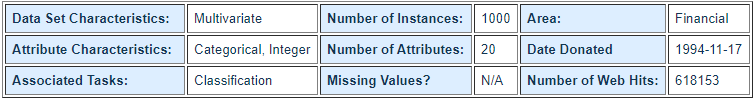 Data Set Characteristics: Multivariate Number of Instances: 1000 Area: Financial
Attribute Characteristics: Categorical, Integer Number of Attributes: 20 Date Donated 1994-11-17
Associated Tasks: Classification Missing Values? N/A Number of Web Hits: 618153